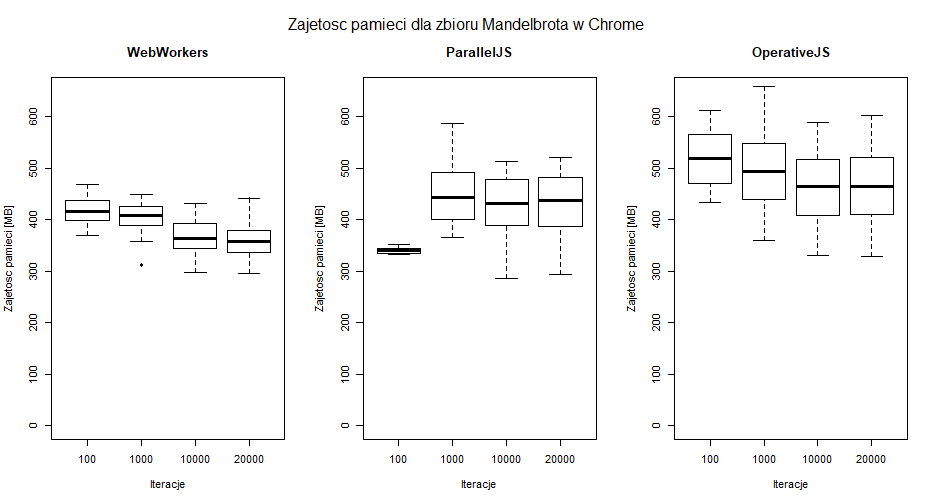 Zajetosc pamieci dla zbioru Mandelbrota w Chrome
WebWorkers
Zajetosc pamieci [MB]
600
500
400
300
200
100
0
100 1000 10000 20000
Iteracje
ParallelJS
Zajetosc pamieci [MB]
600
500
400
300
200
100
0
100 1000 10000 20000
Iteracje
OperativeJS
Zajetosc pamieci [MB]
600
500
400
300
200
100
0
100 1000 10000 20000
Iteracje